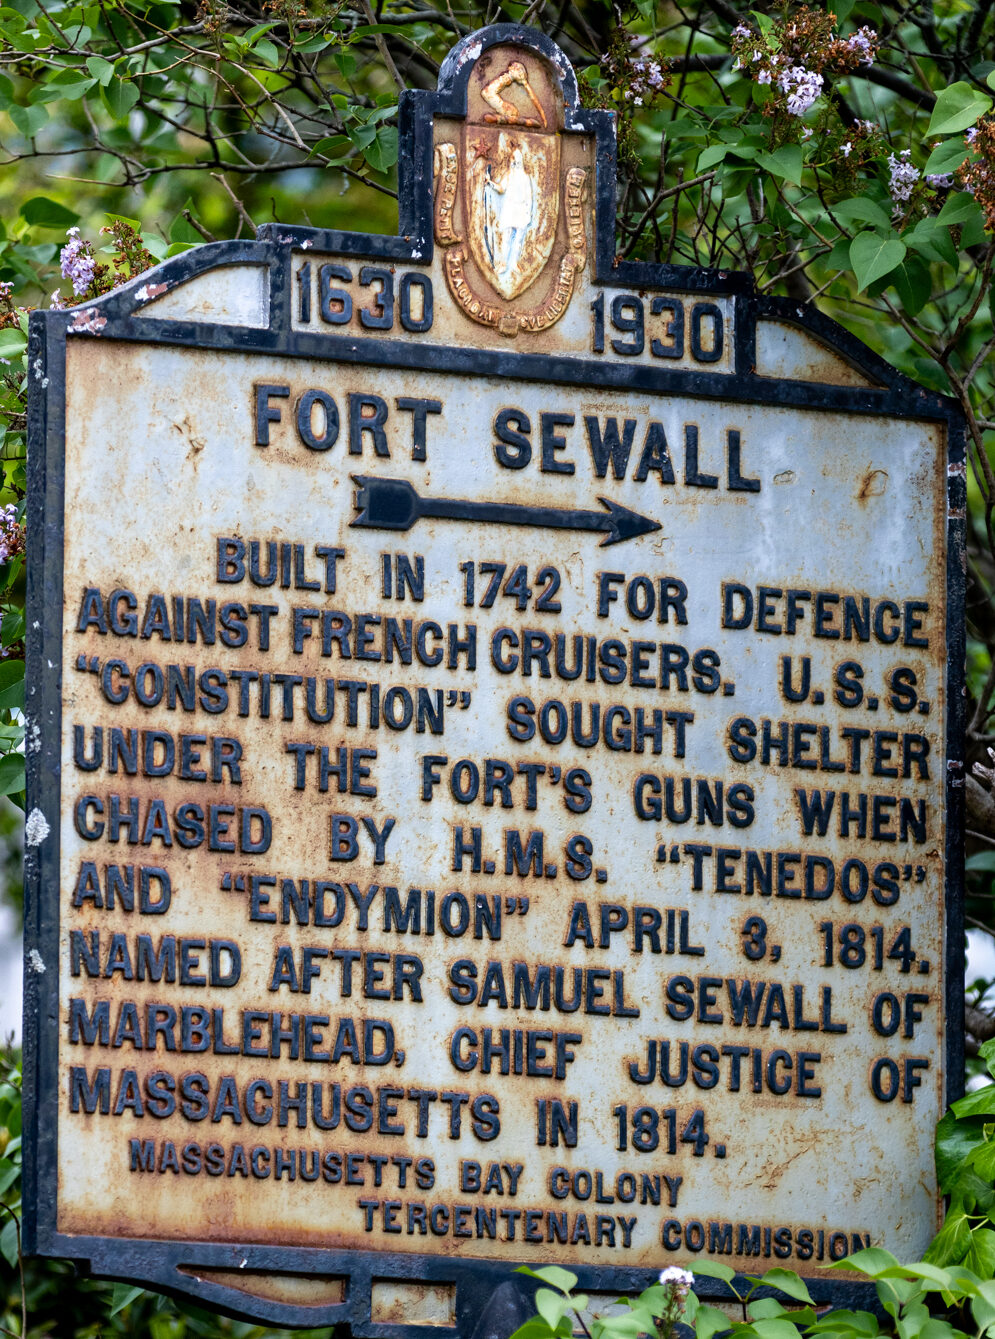 1630 1930
FORT SEWALL
BUILT IN 1742 FOR DEFENCE
AGAINST FRENCH CRUISERS. U.S.S.
“CONSTITUTION” SOUGHT SHELTER
UNDER THE FORT'S GUNS WHEN
CHASED BY H.M.S. “TENEDOS”
AND “ENDYMION” APRIL 3, 1814.
NAMED AFTER SAMUEL SEWALL OF
MARBLEHEAD, CHIEF JUSTICE OF
MASSACHUSETTS IN 1814.
MASSACHUSETTS BAY COLONY
TERCENTENARY COMMISSION